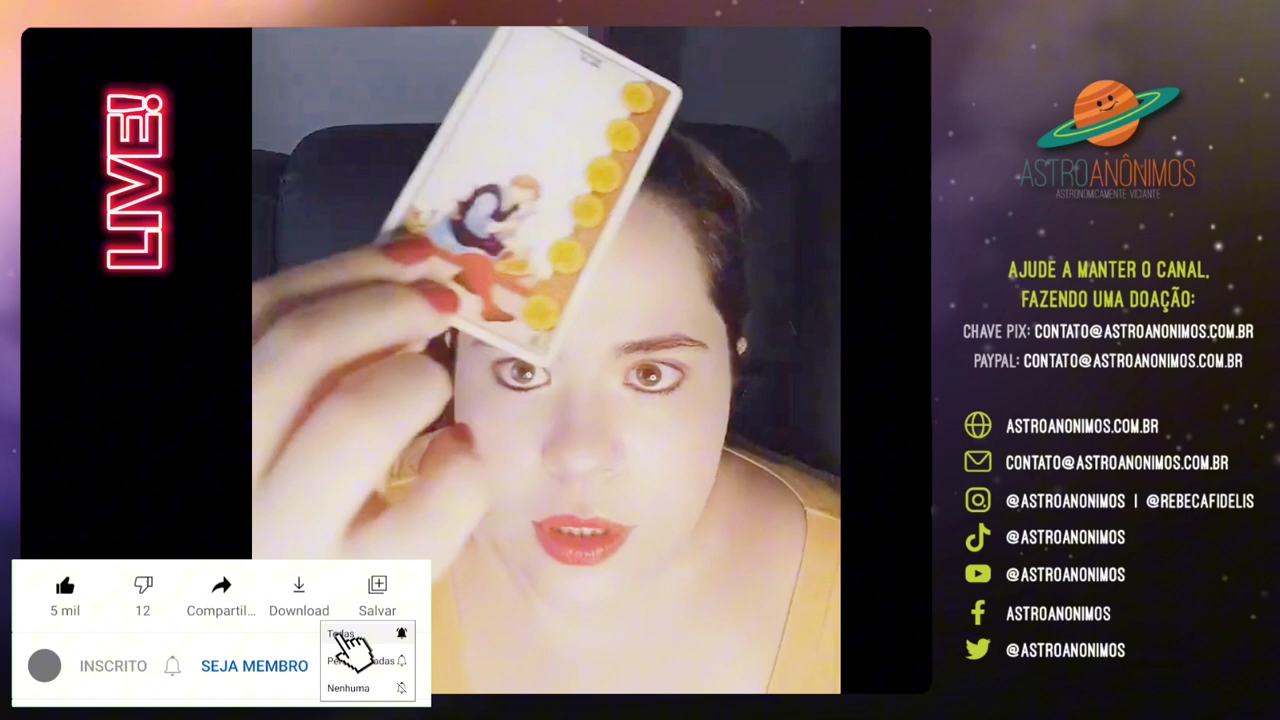 LIVE!
ASTROANÔNIMOS
ASTRONOMICAMENTE VICIANTE
AJUDE A MANTER O CANAL,
FAZENDO UMA DOAÇÃO:
CHAVE PIX: CONTATO@ASTROANONIMOS.COM.BR
PAYPAL: CONTATO@ASTROANONIMOS.COM.BR
ASTROANONIMOS.COM.BR
CONTATO@ASTROANONIMOS.COM.BR
@ASTROANONIMOS | @REBECAFIDELIS
@ASTROANONIMOS
@ASTROANONIMOS
ASTROANONIMOS
@ASTROANONIMOS
5 mil 12 Compartil... Download Salvar
INSCRITO SEJA MEMBRO
Nenhuma